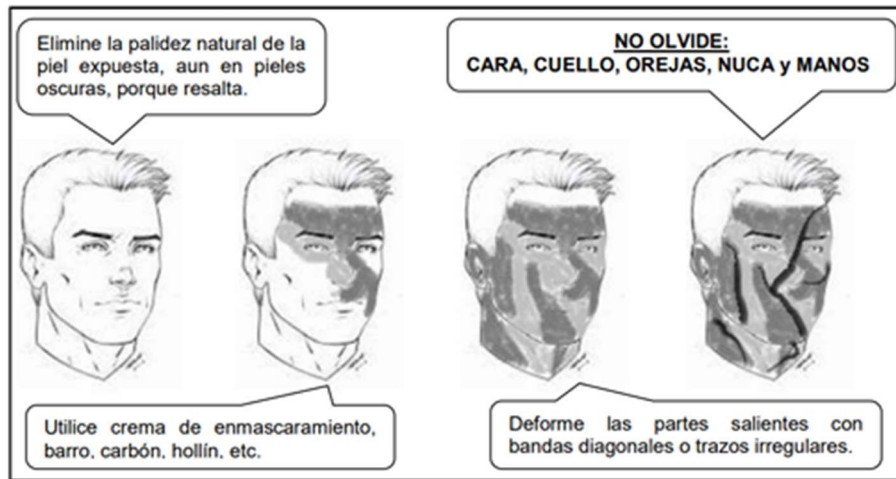 Elimine la palidez natural de la
piel expuesta, aun en pieles
oscuras, porque resalta.
NO OLVIDE:
CARA, CUELLO, OREJAS, NUCA y MANOS
Utilice crema de enmascaramiento,
barro, carbón, hollín, etc.
Deforme las partes salientes con
bandas diagonales o trazos irregulares.